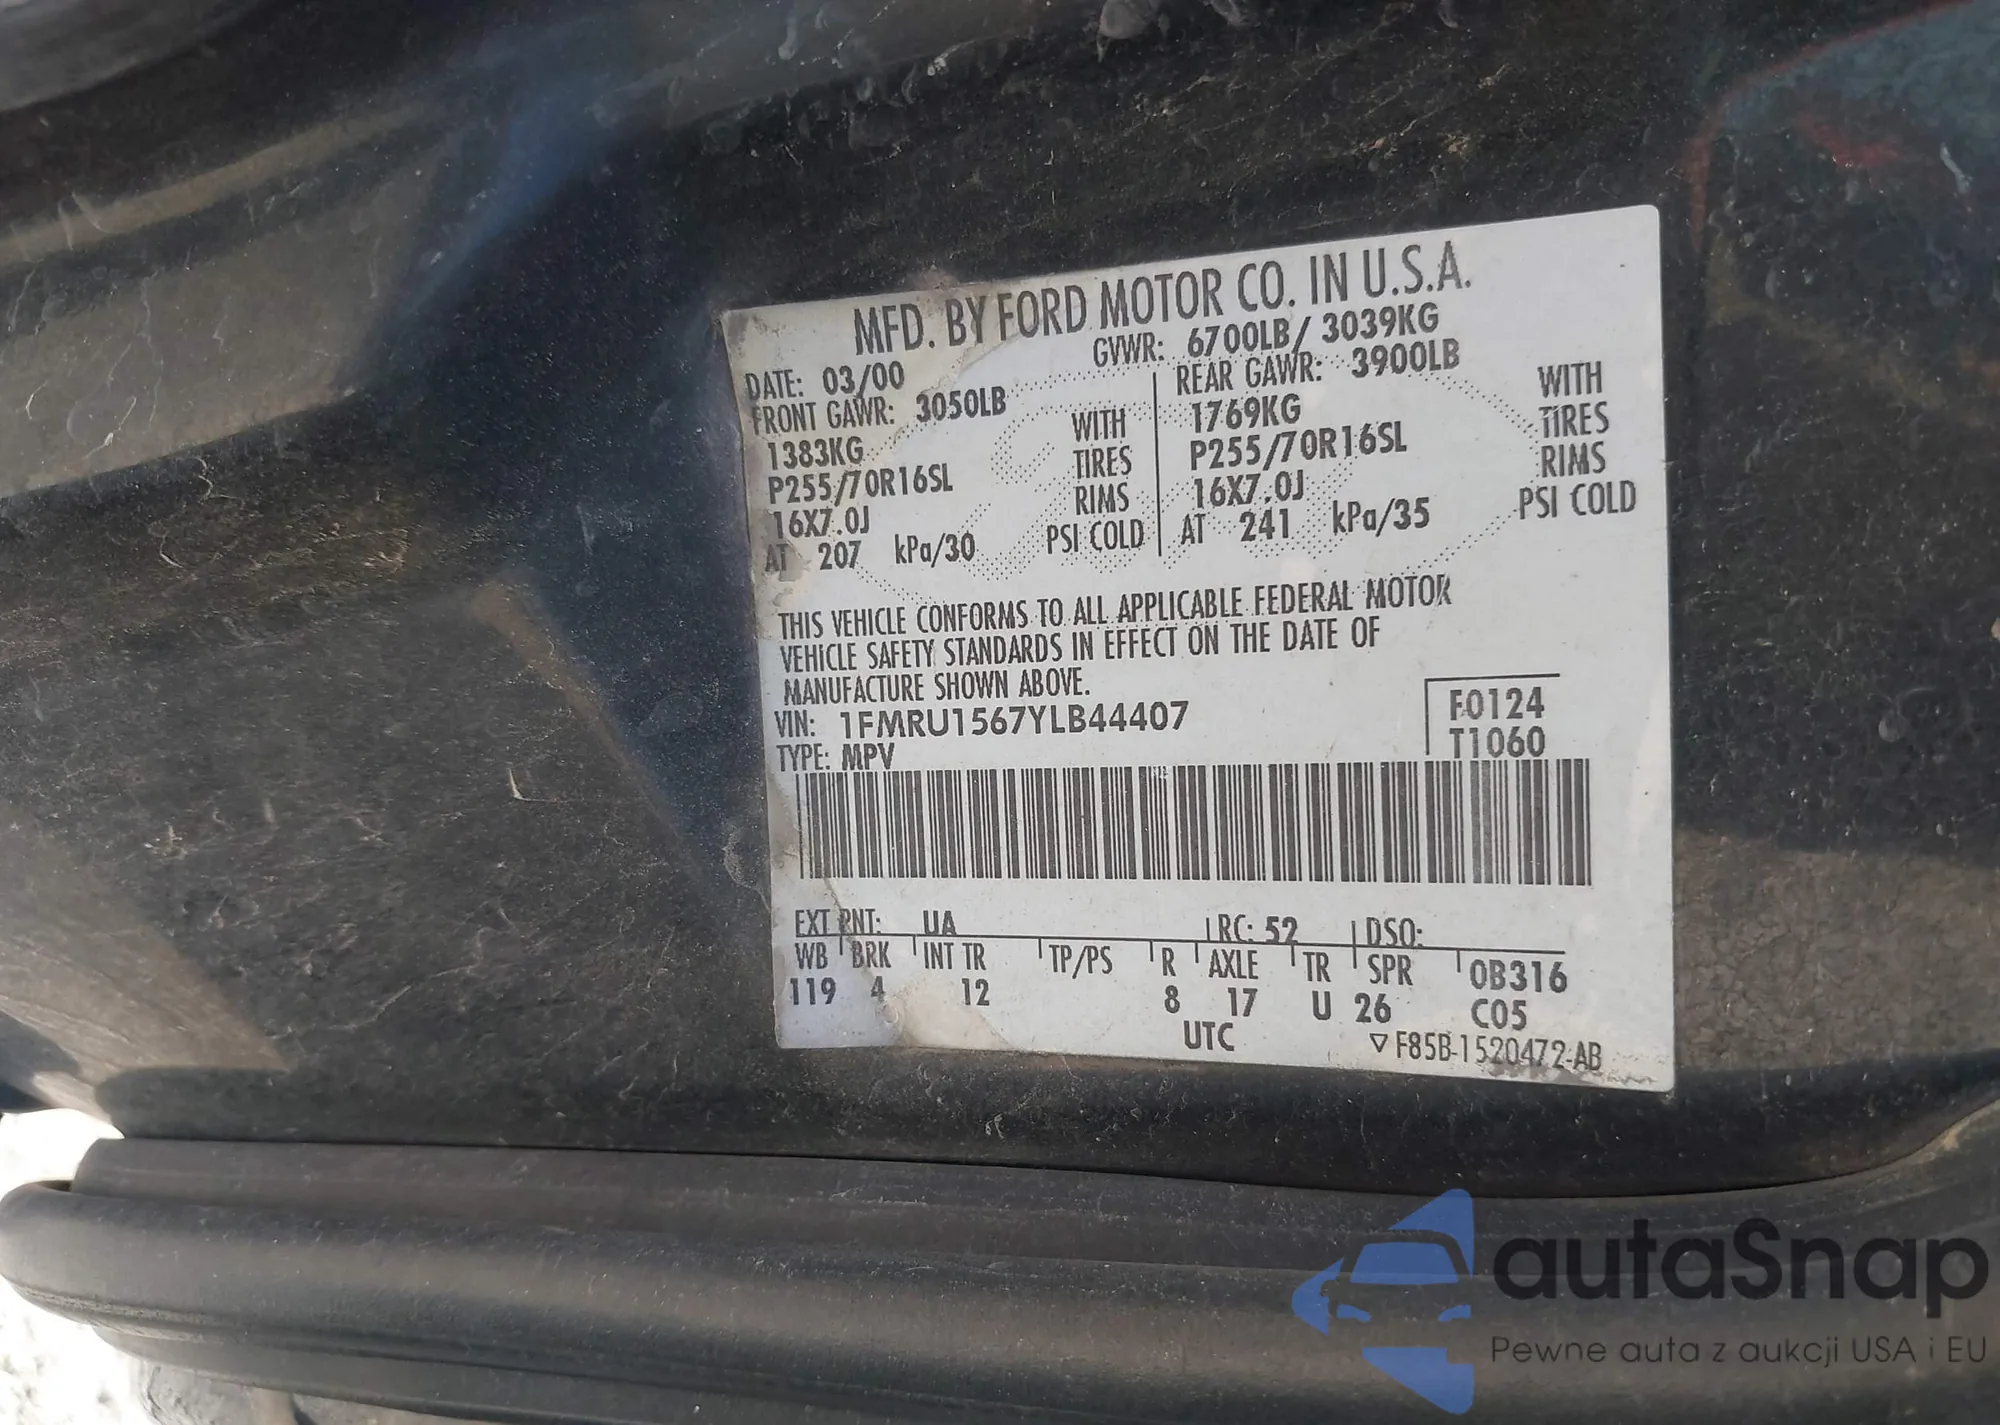 MFD. BY FORD MOTOR CO. IN U.S.A.
DATE: 03/00 GVWR: 6700LB/ 3039KG
FRONT GAWR: 3050LB REAR GAWR: 3900LB
1383KG WITH 1769KG WITH
P255/70R16SL TIRES P255/70R16SL TIRES
16X7.0J RIMS 16X7.0J RIMS
AT 207 kPa/30 PSI COLD AT 241 kPa/35 PSI COLD
THIS VEHICLE CONFORMS TO ALL APPLICABLE FEDERAL MOTOR
VEHICLE SAFETY STANDARDS IN EFFECT ON THE DATE OF
MANUFACTURE SHOWN ABOVE.
VIN: 1FMRU1567YLB44407 F0124
TYPE: MPV T1060
EXT PNT: UA RC: 52 DSO:
WB BRK INT TR TP/PS R AXLE TR SPR 0B316
119 4 12 8 17 U 26 C05
UTC ▽ F85B-1520472-AB
autaSnap
Pewne auta z aukcji USA i EU